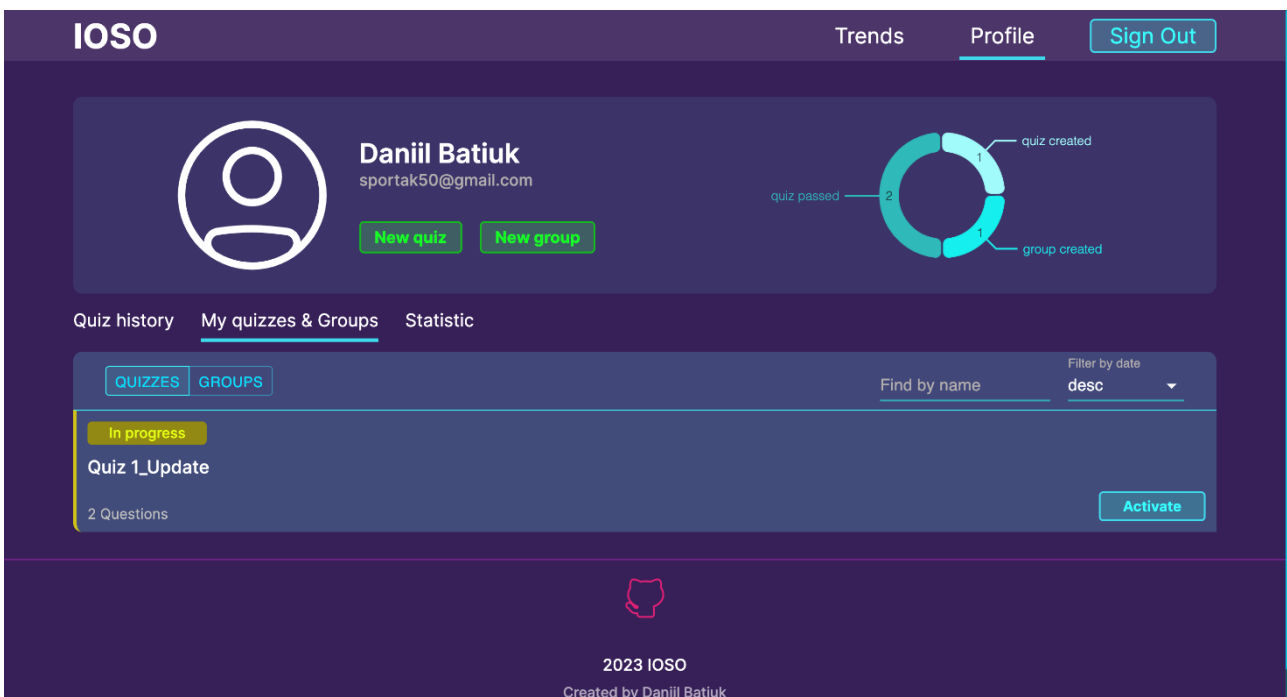 IOSO
Trends
Profile
Sign Out
Daniil Batiuk
sportak50@gmail.com
New quiz
New group
quiz created
1
quiz passed
2
1
group created
Quiz history
My quizzes & Groups
Statistic
QUIZZES
GROUPS
Find by name
Filter by date
desc
In progress
Quiz 1_Update
2 Questions
Activate
2023 IOSO
Created by Daniil Batiuk